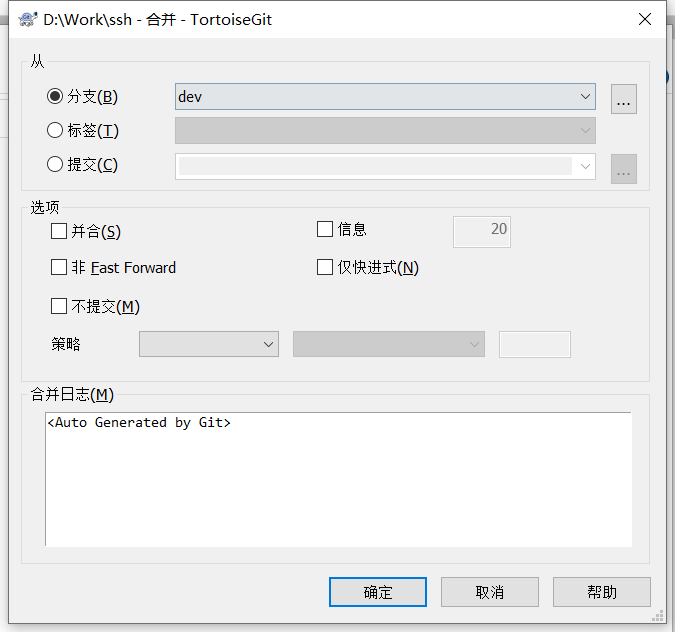 D:\Work\ssh - 合并 - TortoiseGit
从
分支(B)
dev
...
标签(T)
提交(C)
...
选项
并合(S)
信息
20
非 Fast Forward
仅快进式(N)
不提交(M)
策略
合并日志(M)
<Auto Generated by Git>
确定
取消
帮助